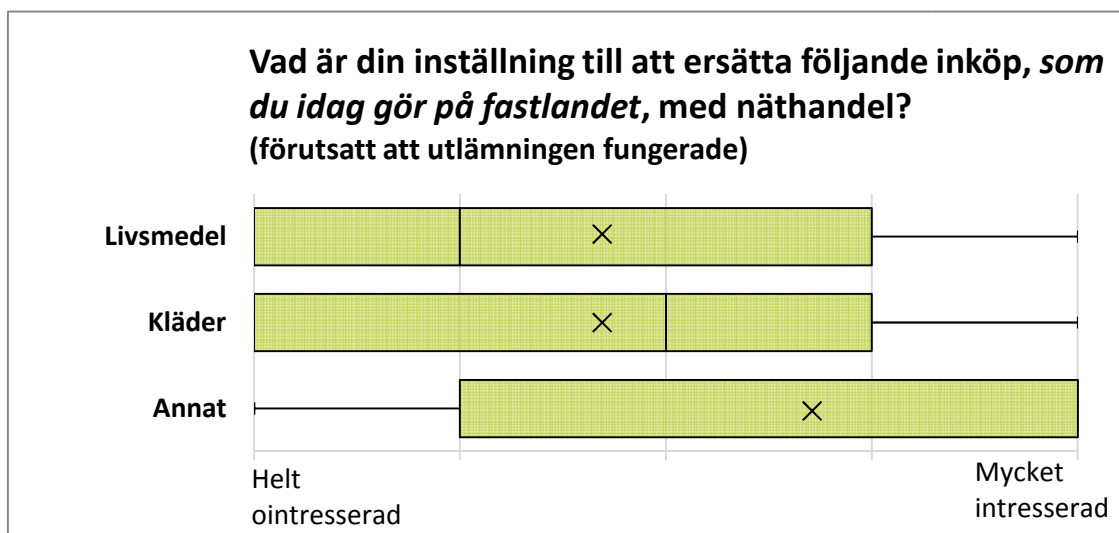 Vad är din inställning till att ersätta följande inköp, som
du idag gör på fastlandet, med näthandel?
(förutsatt att utlämningen fungerade)
Livsmedel
Kläder
Annat
Helt
ointresserad
Mycket
intresserad